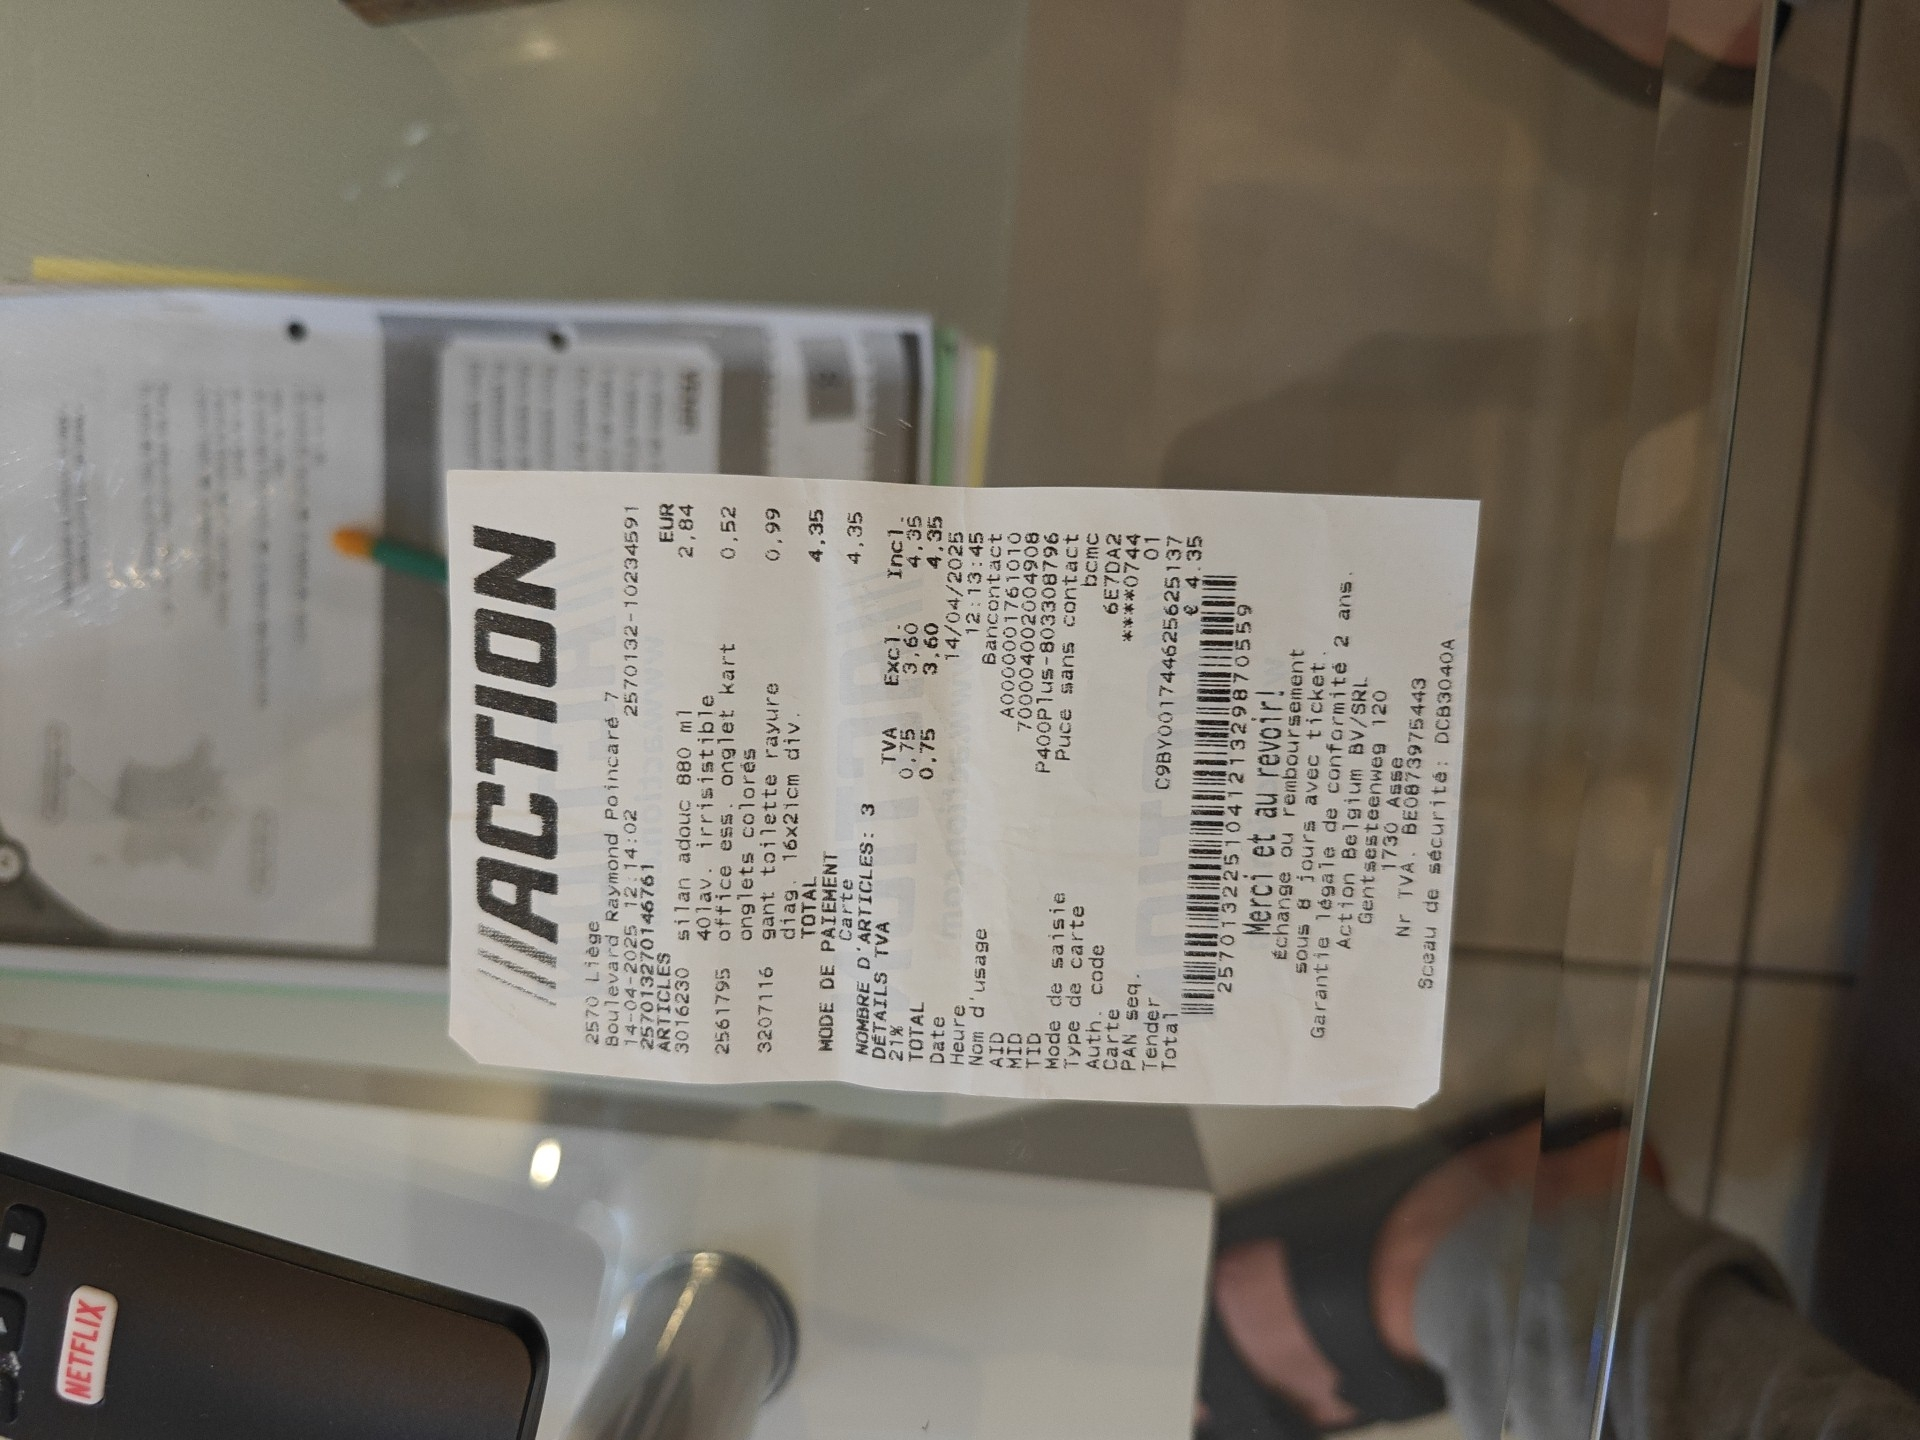 ///ACTION
2570 Liège
Boulevard Raymond Poincaré 7
14-04-2025 12:14:02 2570132-10234591
257013270146761
ARTICLES EUR
3016230 silan adouc 880 ml 2,84
40lav. irrisistible
2561795 office ess. onglet kart 0,52
onglets colorés
3207116 gant toilette rayure 0,99
diag. 16x21cm div.
TOTAL 4,35
MODE DE PAIEMENT
Carte 4,35
NOMBRE D'ARTICLES: 3
DÉTAILS TVA TVA Excl. Incl.
21% 0,75 3,60 4,35
TOTAL 0,75 3,60 4,35
Date 14/04/2025
Heure 12:13:45
Nom d'usage Bancontact
AID A0000001761010
MID 700004002004908
TID P400Plus-803308796
Mode de saisie Puce sans contact
Type de carte bcmc
Auth. code 6E7DA2
Carte ****0744
PAN seq. 01
Tender C9BY001744625625137
Total € 4.35
2570132251041213298705​59
Merci et au revoir!
Échange ou remboursement
sous 8 jours avec ticket.
Garantie légale de conformité 2 ans.
Action Belgium BV/SRL
Gentsesteenweg 120
1730 Asse
Nr TVA. BE0873975443
Sceau de sécurité: DCB3040A
NETFLIX